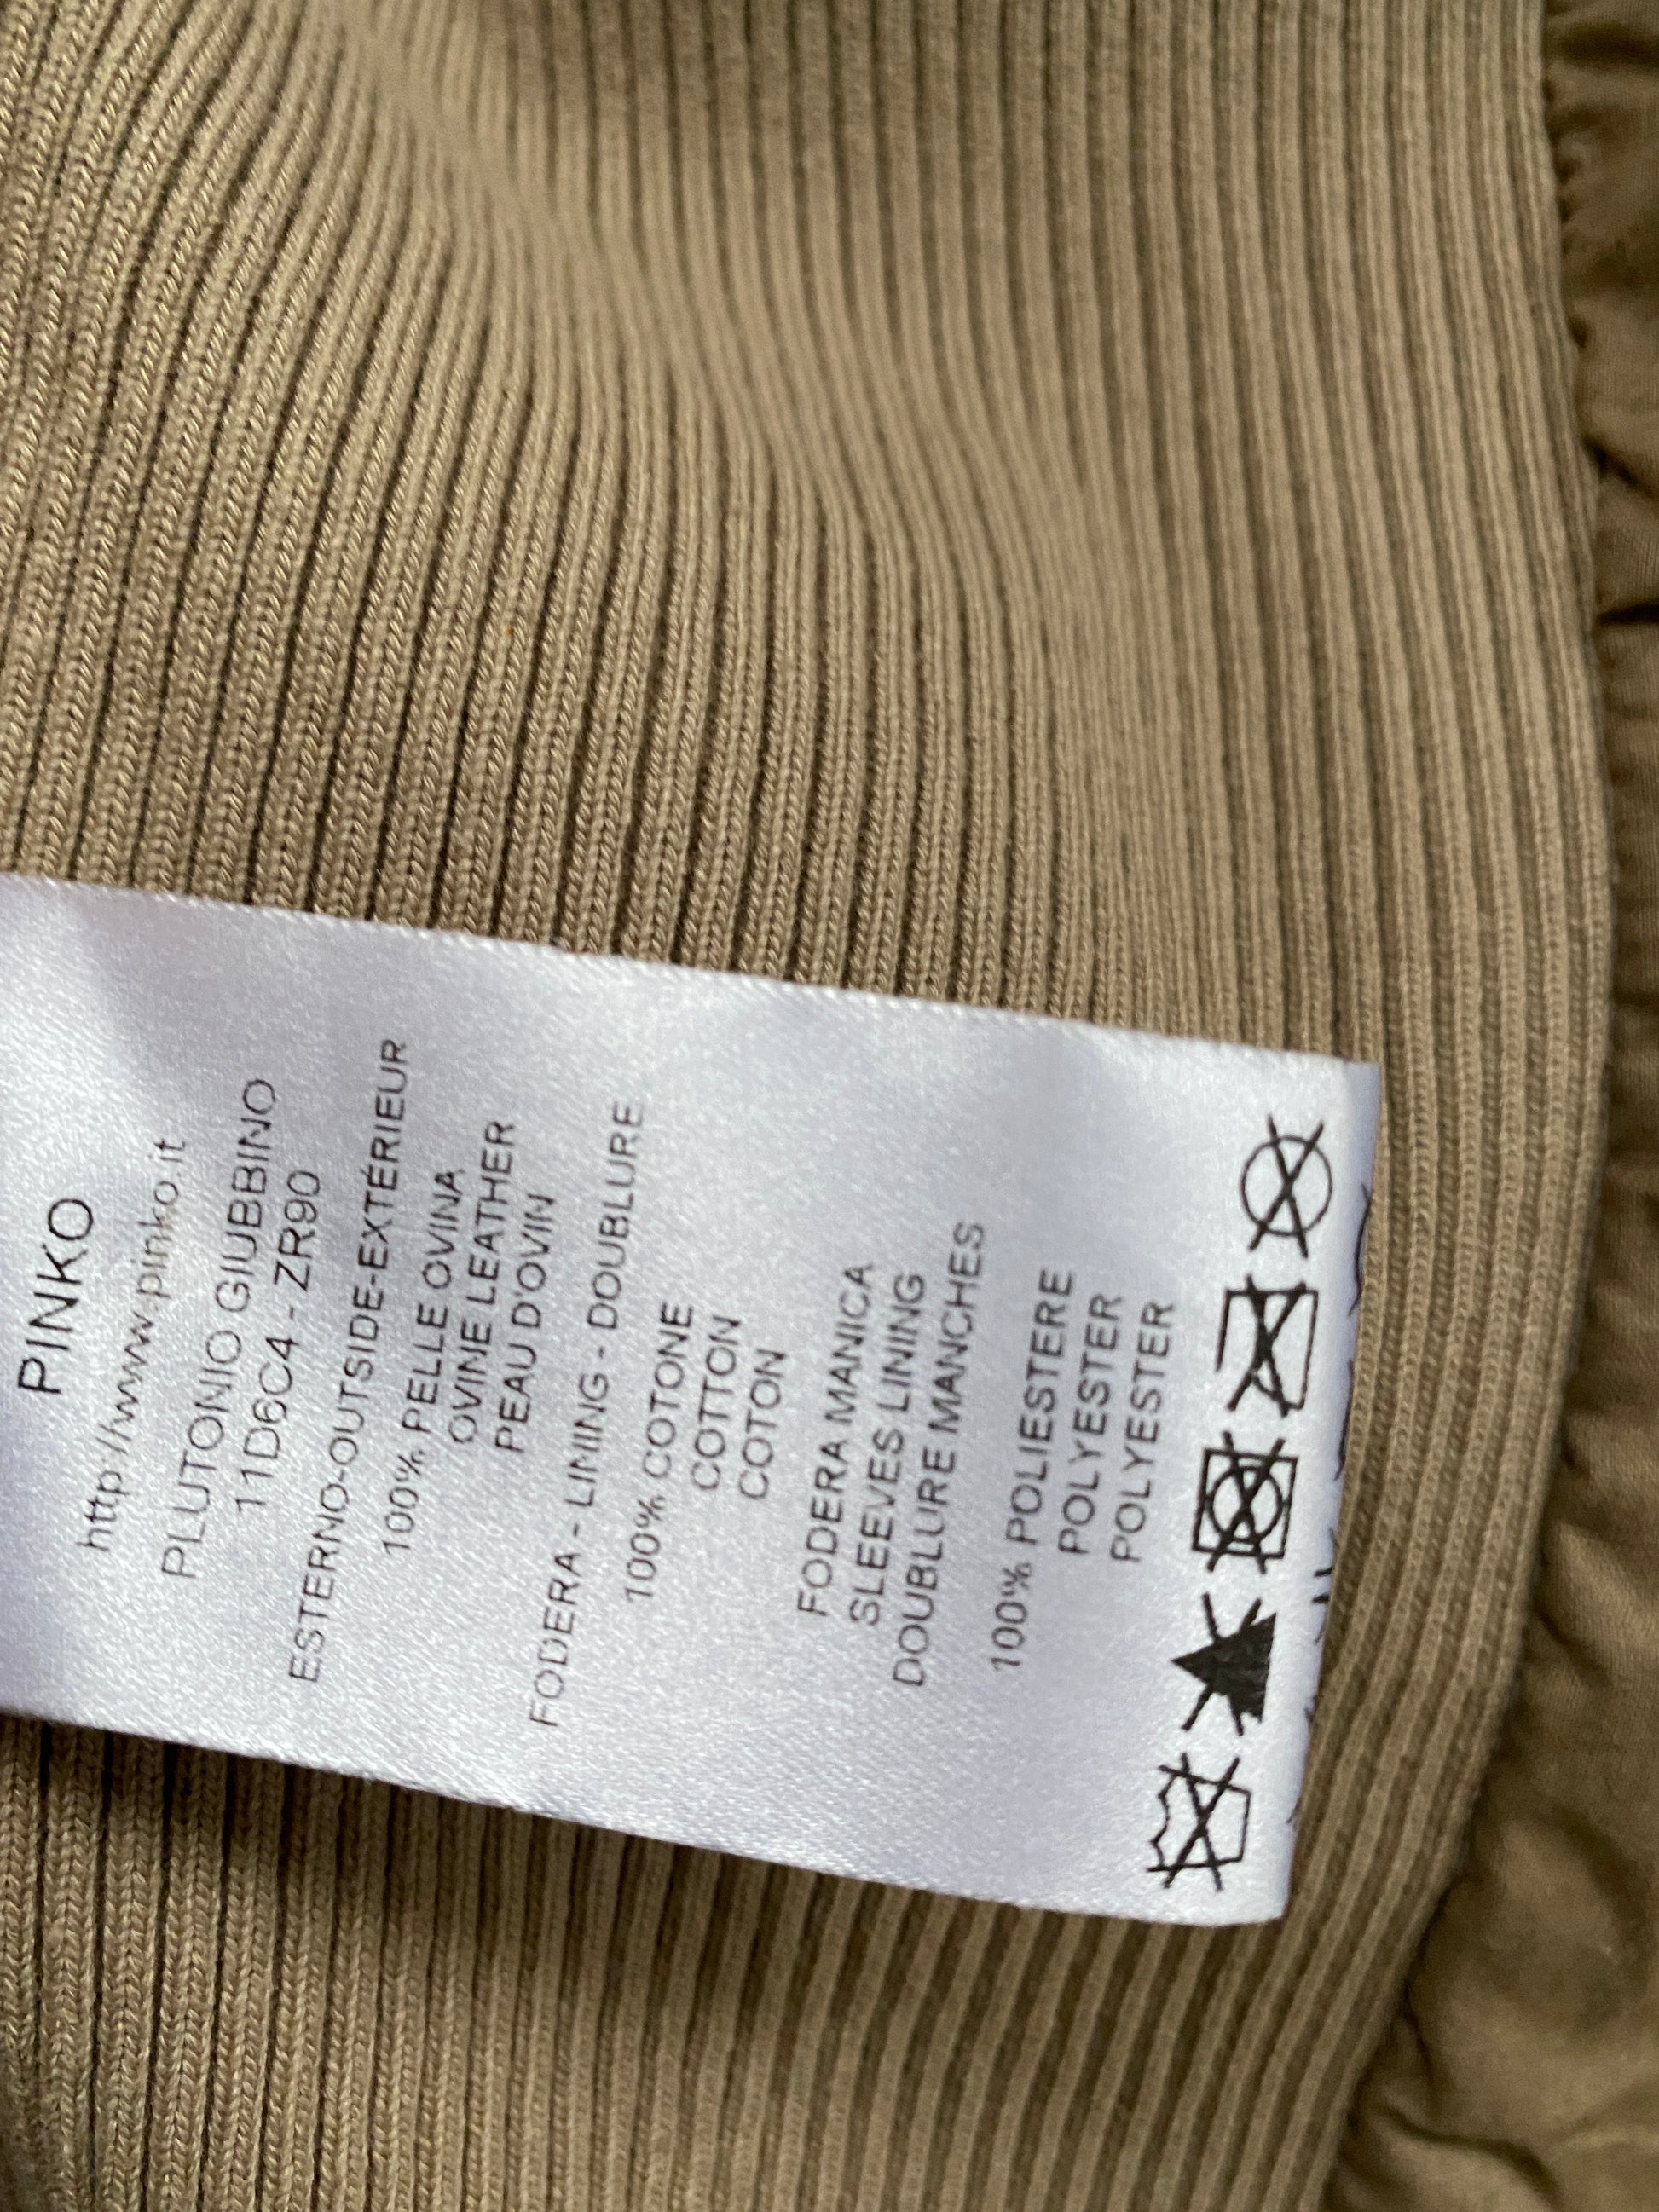 PINKO
http://www.pinko.it
PLUTONIO GIUBBINO
11D6C4 - ZR90
ESTERNO-OUTSIDE-EXTÉRIEUR
100% PELLE OVINA
OVINE LEATHER
PEAU D'OVIN
FODERA - LINING - DOUBLURE
100% COTONE
COTTON
COTON
FODERA MANICA
SLEEVES LINING
DOUBLURE MANCHES
100% POLIESTERE
POLYESTER
POLYESTER